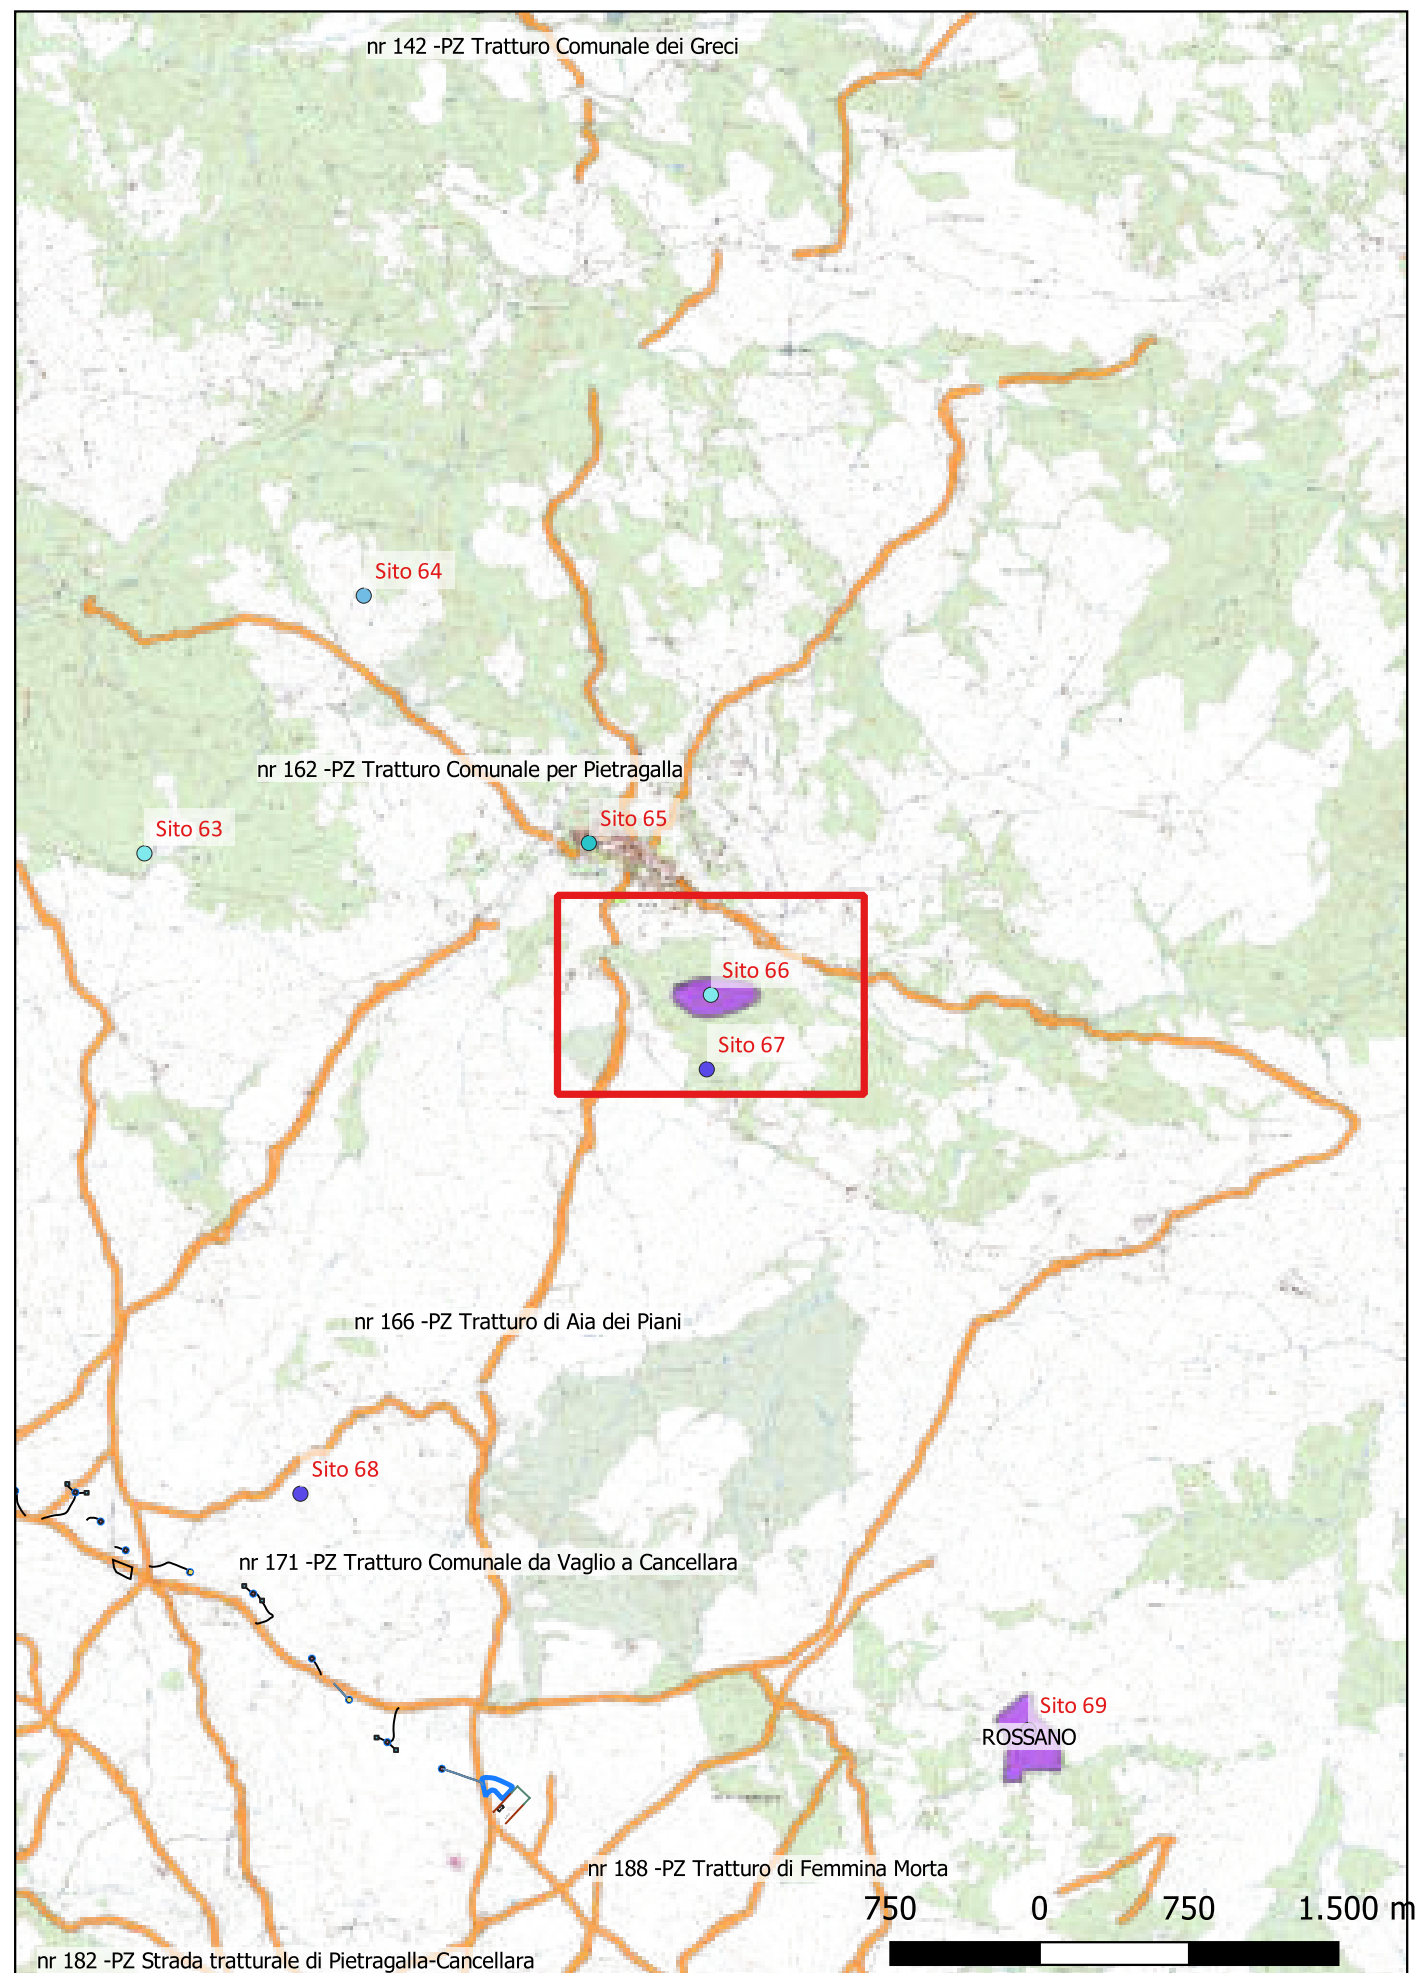 nr 142 -PZ Tratturo Comunale dei Greci
Sito 64
nr 162 -PZ Tratturo Comunale per Pietragalla
Sito 65
Sito 63
Sito 66
Sito 67
nr 166 -PZ Tratturo di Aia dei Piani
Sito 68
nr 171 -PZ Tratturo Comunale da Vaglio a Cancellara
Sito 69
ROSSANO
nr 188 -PZ Tratturo di Femmina Morta
750 0 750 1.500 m
nr 182 -PZ Strada tratturale di Pietragalla-Cancellara